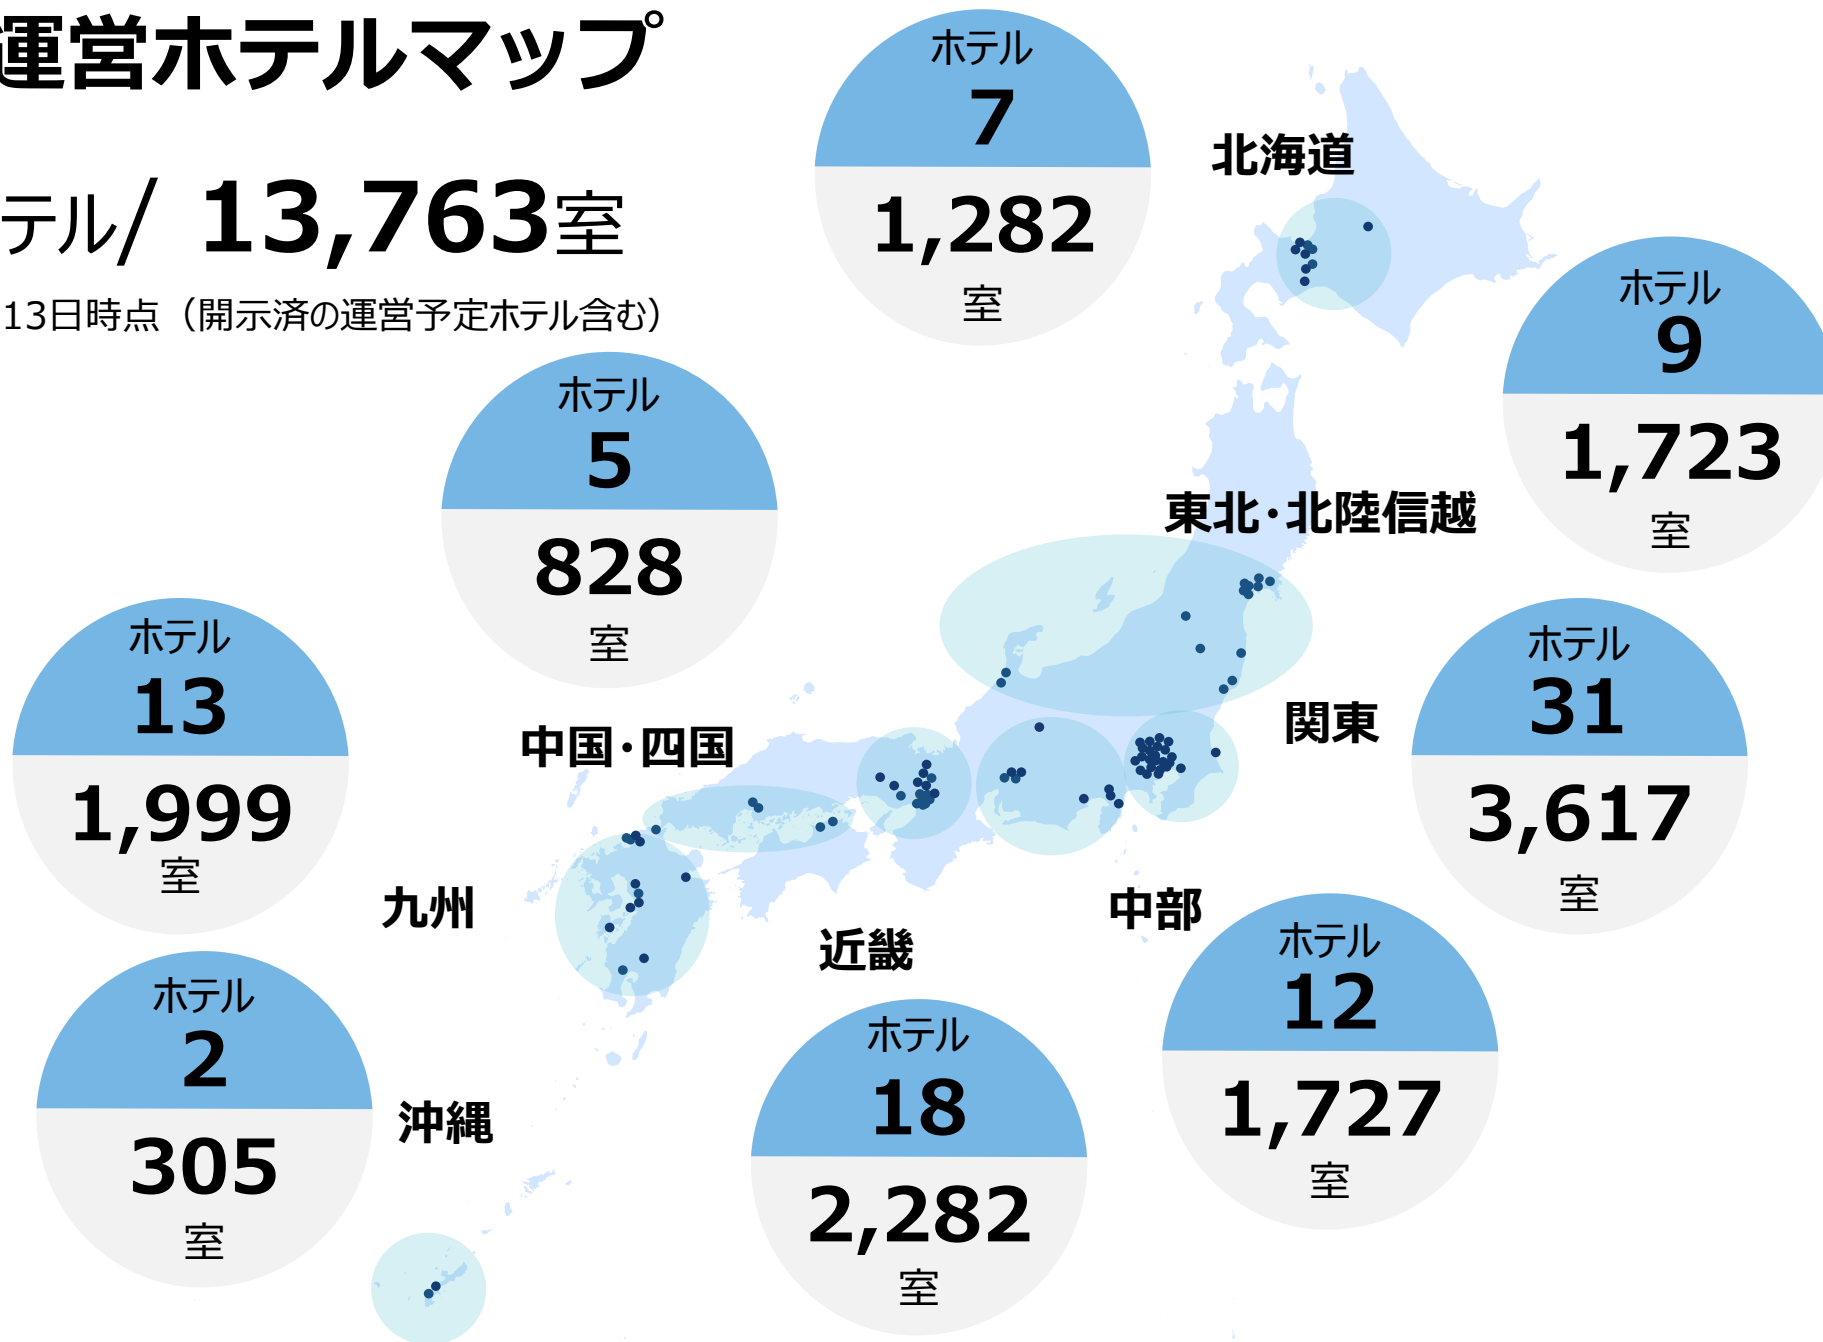 運営ホテルマップ
テル/ 13,763室
13日時点（開示済の運営予定ホテル含む）
ホテル
7
1,282
室
北海道
ホテル
9
1,723
室
東北・北陸信越
ホテル
5
828
室
中国・四国
ホテル
13
1,999
室
九州
ホテル
31
3,617
室
関東
ホテル
12
1,727
室
中部
ホテル
18
2,282
室
近畿
ホテル
2
305
室
沖縄